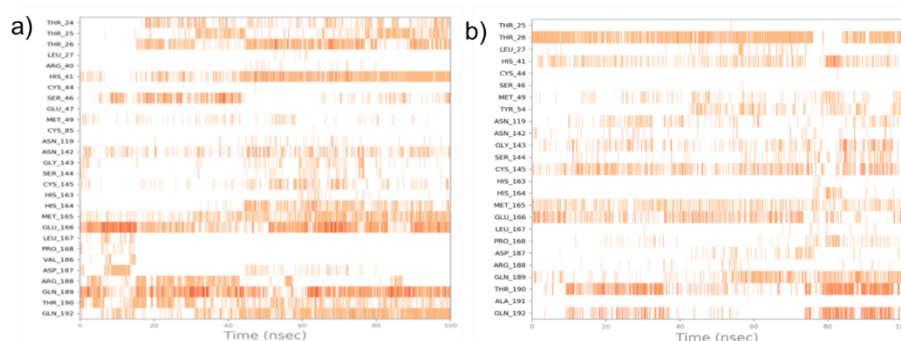 a)
THR_24
THR_25
THR_26
LEU_27
ARG_40
HIS_41
CYS_44
SER_46
GLU_47
MET_49
CYS_85
ASN_119
ASN_142
GLY_143
SER_144
CYS_145
HIS_163
HIS_164
MET_165
GLU_166
LEU_167
PRO_168
VAL_186
ASP_187
ARG_188
GLN_189
THR_190
GLN_192
0 20 40 60 80 100
Time (nsec)
b)
THR_25
THR_26
LEU_27
HIS_41
CYS_44
SER_46
MET_49
TYR_54
ASN_119
ASN_142
GLY_143
SER_144
CYS_145
HIS_163
HIS_164
MET_165
GLU_166
LEU_167
PRO_168
ASP_187
ARG_188
GLN_189
THR_190
ALA_191
GLN_192
0 20 40 60 80
Time (nsec)